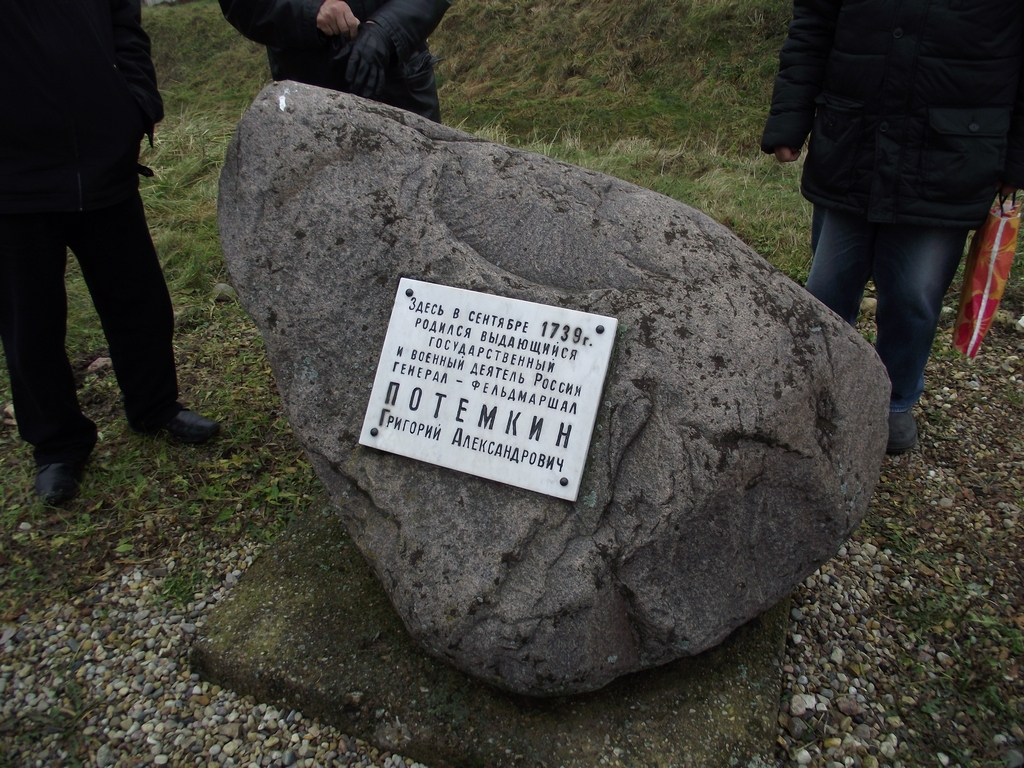 Здесь в сентябре 1739г.
родился выдающийся
государственный
и военный деятель России
генерал - фельдмаршал
ПОТЕМКИН
Григорий Александрович